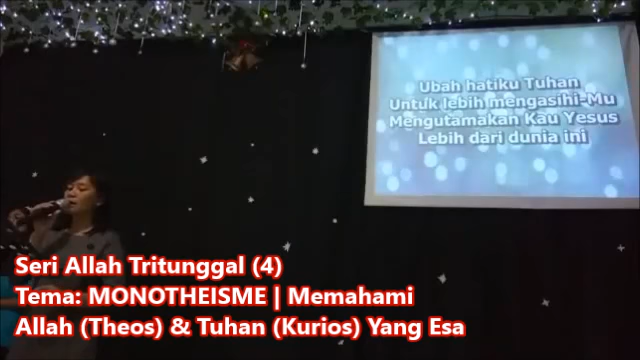 Ubah hatiku Tuhan
Untuk lebih mengasihi-Mu
Mengutamakan Kau Yesus
Lebih dari dunia ini
Seri Allah Tritunggal (4)
Tema: MONOTHEISME | Memahami
Allah (Theos) & Tuhan (Kurios) Yang Esa